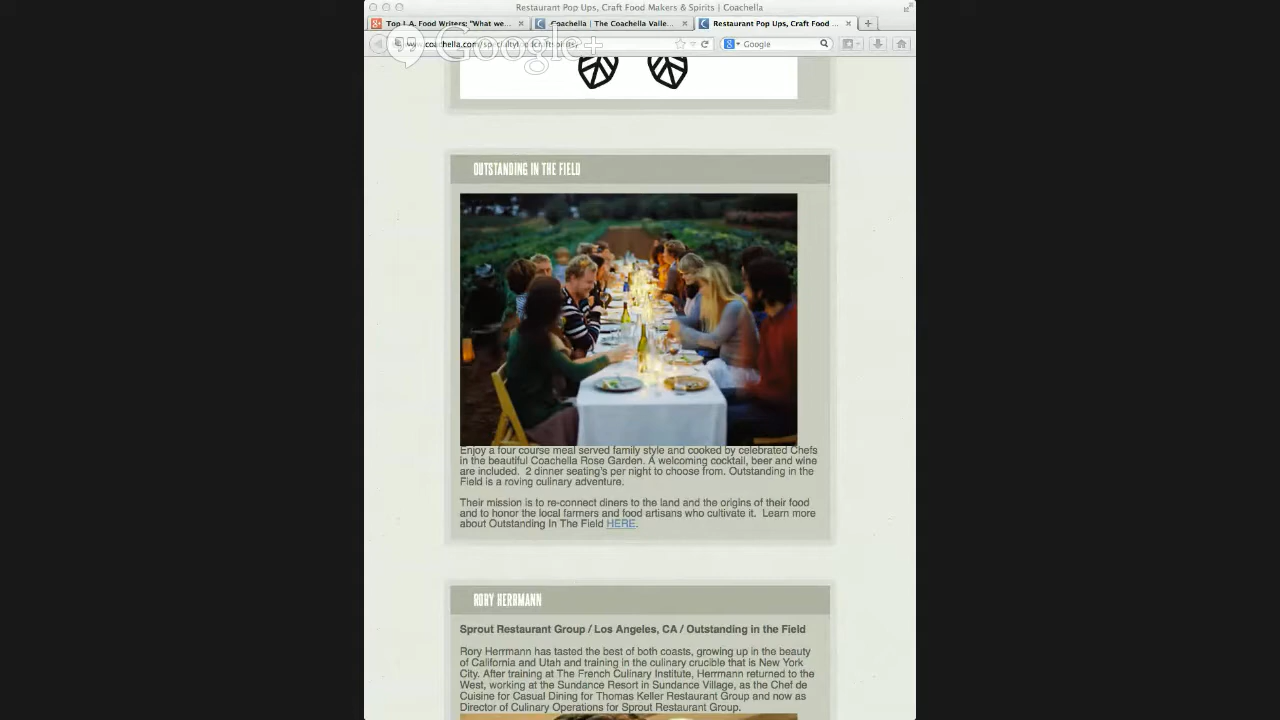 Restaurant Pop Ups, Craft Food Makers & Spirits | Coachella
Top L.A. Food Writers: "What we...
Coachella | The Coachella Valle...
Restaurant Pop Ups, Craft Food ...
Google
Google+
OUTSTANDING IN THE FIELD
Enjoy a four course meal served family style and cooked by celebrated Chefs
in the beautiful Coachella Rose Garden. A welcoming cocktail, beer and wine
are included. 2 dinner seating's per night to choose from. Outstanding in the
Field is a roving culinary adventure.
Their mission is to re-connect diners to the land and the origins of their food
and to honor the local farmers and food artisans who cultivate it. Learn more
about Outstanding In The Field HERE.
RORY HERRMANN
Sprout Restaurant Group / Los Angeles, CA / Outstanding in the Field
Rory Herrmann has tasted the best of both coasts, growing up in the beauty
of California and Utah and training in the culinary crucible that is New York
City. After training at The French Culinary Institute, Herrmann returned to the
West, working at the Sundance Resort in Sundance Village, as the Chef de
Cuisine for Casual Dining for Thomas Keller Restaurant Group and now as
Director of Culinary Operations for Sprout Restaurant Group.